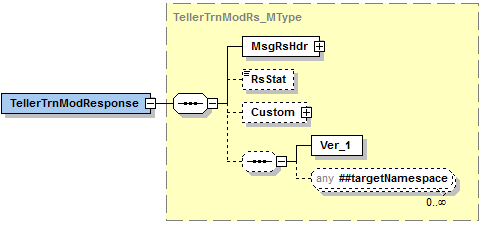 TellerTrnModRs_MType
MsgRsHdr
TellerTrnModResponse
RsStat
Custom
Ver_1
any ##targetNamespace
0..∞